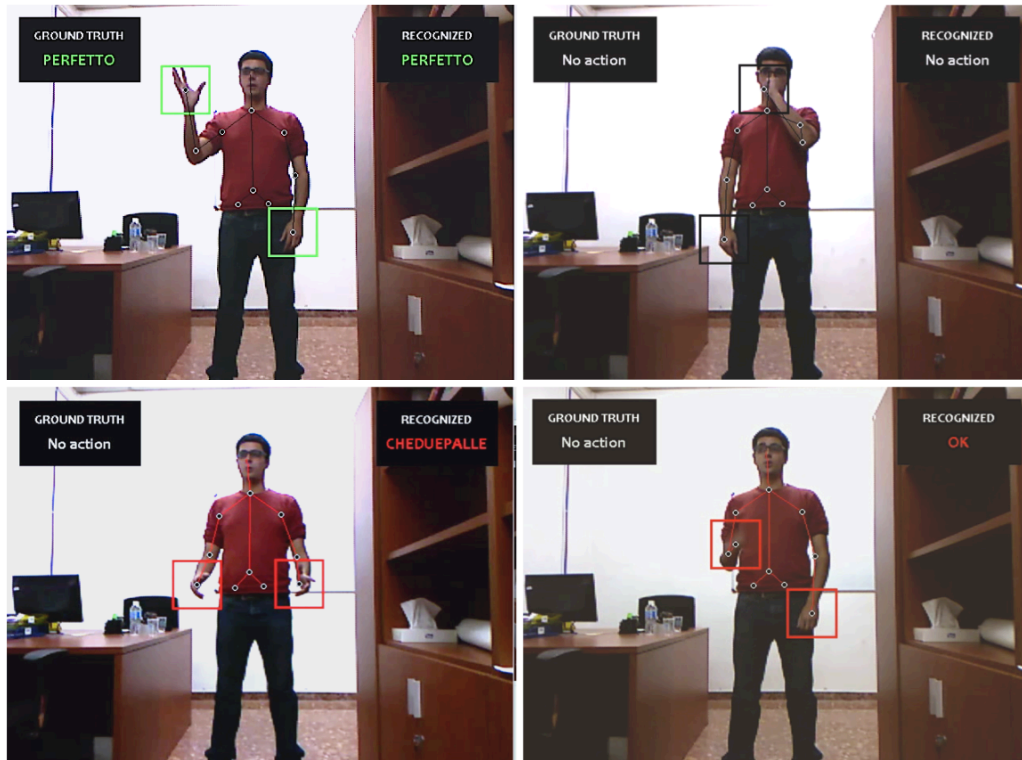 GROUND TRUTH
PERFETTO
RECOGNIZED
PERFETTO
GROUND TRUTH
No action
RECOGNIZED
No action
GROUND TRUTH
No action
RECOGNIZED
CHEDUEPALLE
GROUND TRUTH
No action
RECOGNIZED
OK